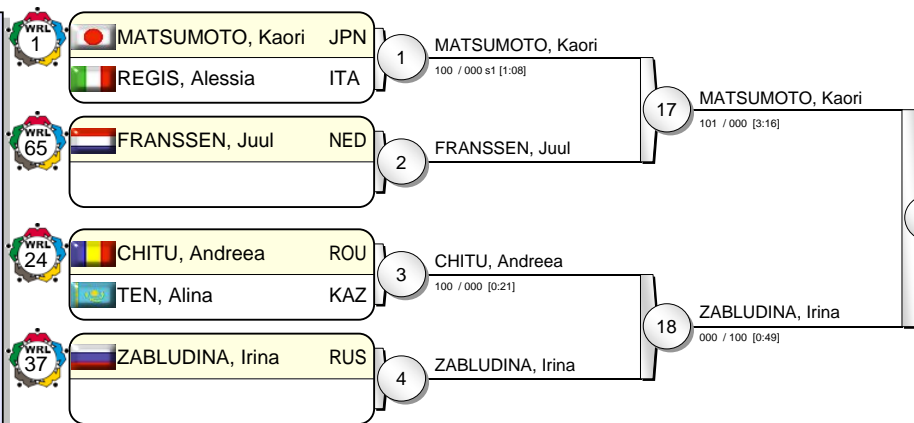 WRL
1
MATSUMOTO, Kaori JPN
REGIS, Alessia ITA
1
MATSUMOTO, Kaori
100 / 000 s1 [1:08]
17
MATSUMOTO, Kaori
101 / 000 [3:16]
WRL
65
FRANSSEN, Juul NED
2
FRANSSEN, Juul
WRL
24
CHITU, Andreea ROU
TEN, Alina KAZ
3
CHITU, Andreea
100 / 000 [0:21]
18
ZABLUDINA, Irina
000 / 100 [0:49]
WRL
37
ZABLUDINA, Irina RUS
4
ZABLUDINA, Irina